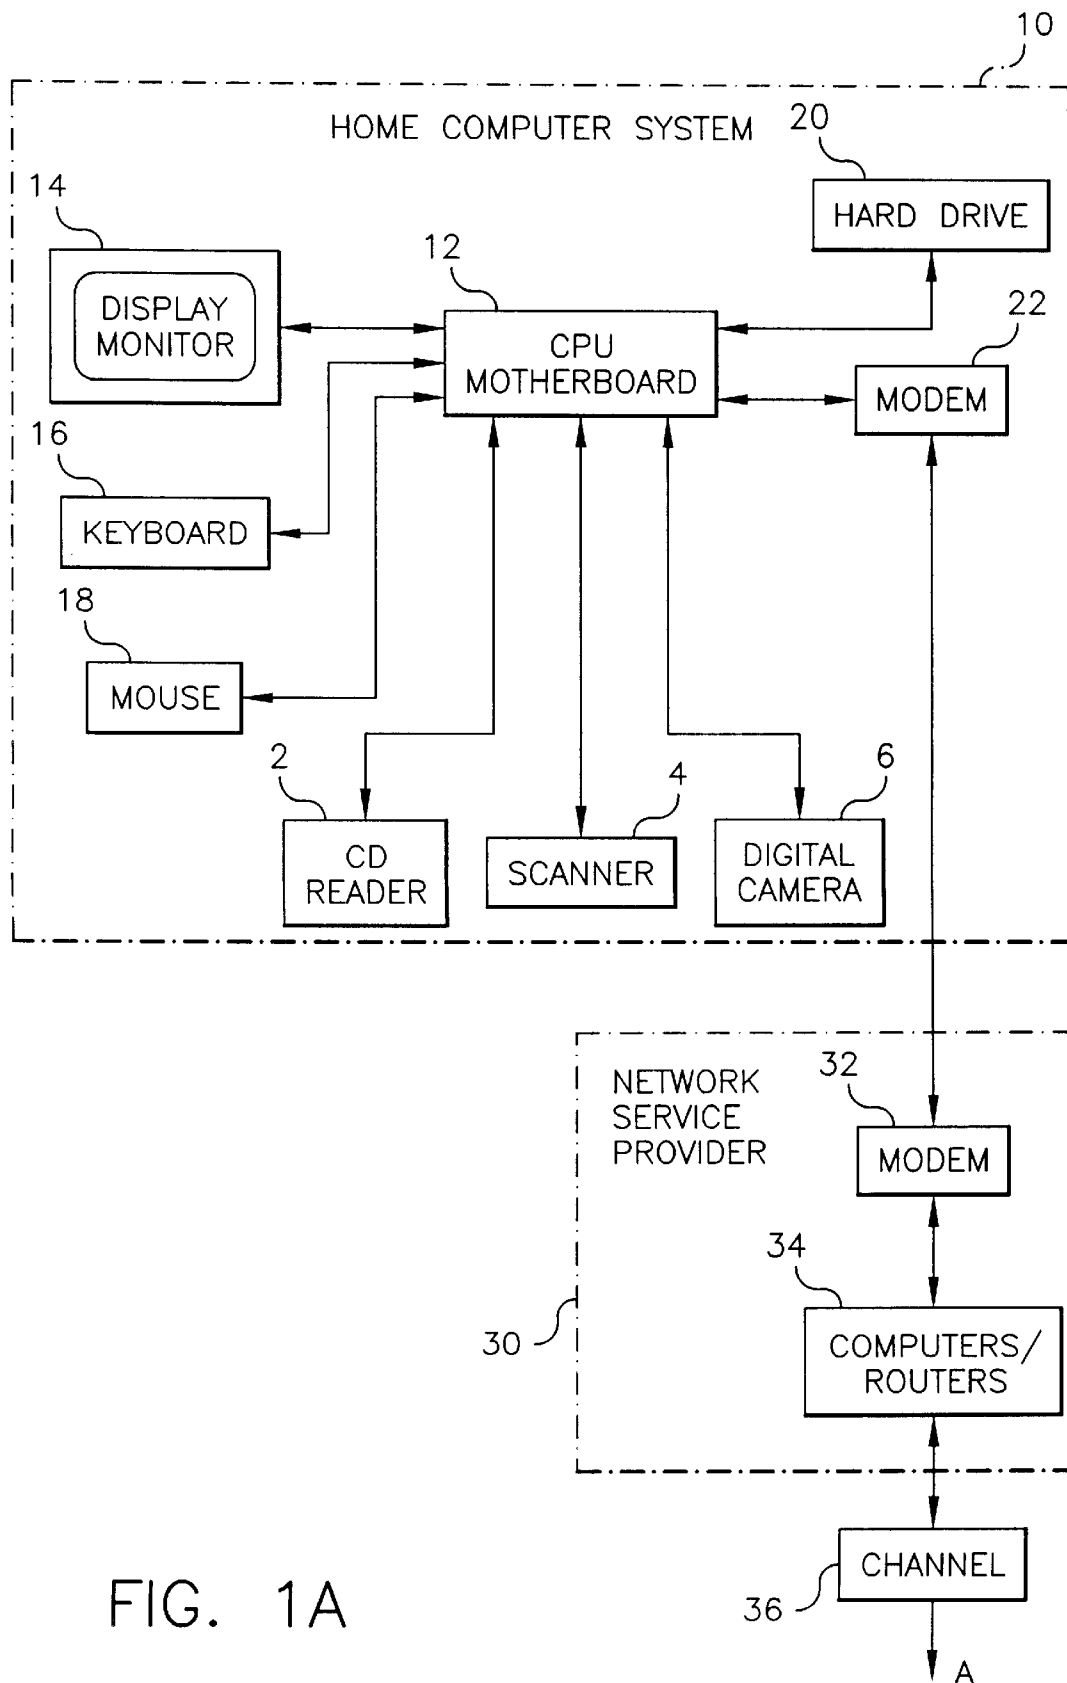 10
HOME COMPUTER SYSTEM
20
HARD DRIVE
14
DISPLAY
MONITOR
12
CPU
MOTHERBOARD
22
MODEM
16
KEYBOARD
18
MOUSE
2
CD
READER
4
SCANNER
6
DIGITAL
CAMERA
NETWORK
SERVICE
PROVIDER
32
MODEM
34
COMPUTERS/
ROUTERS
30
CHANNEL
36
FIG. 1A
A